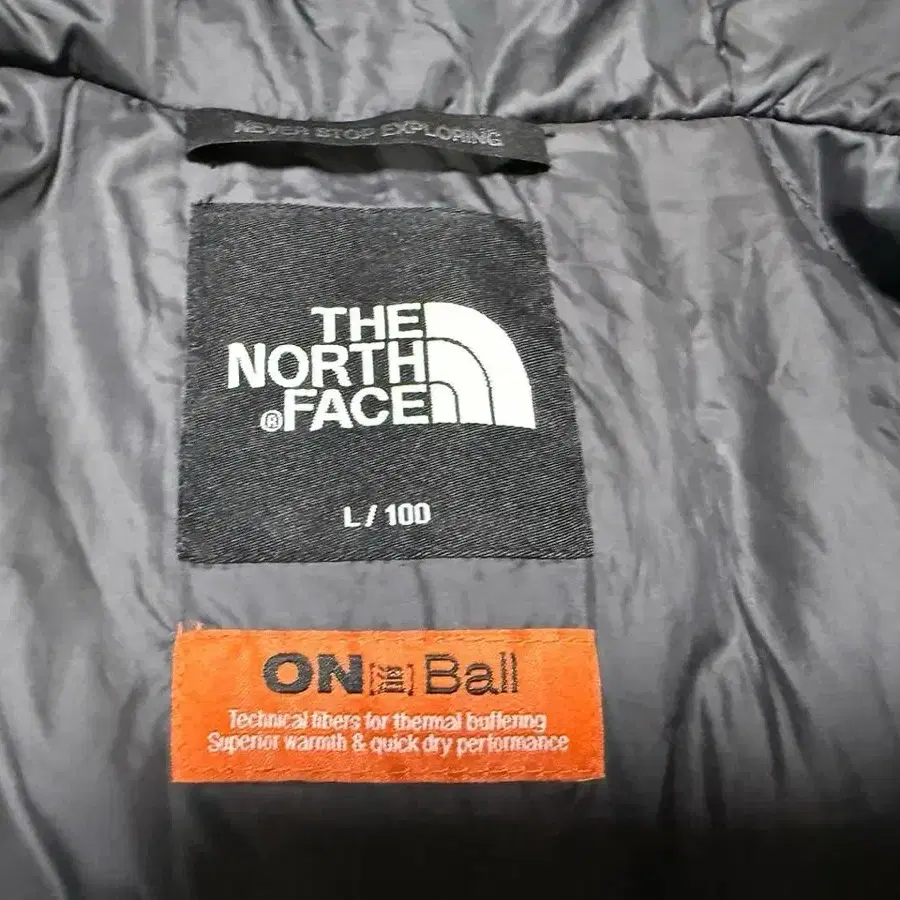 NEVER STOP EXPLORING
THE
NORTH
®FACE
L / 100
ON[온]Ball
Technical fibers for thermal buffering
Superior warmth & quick dry performance